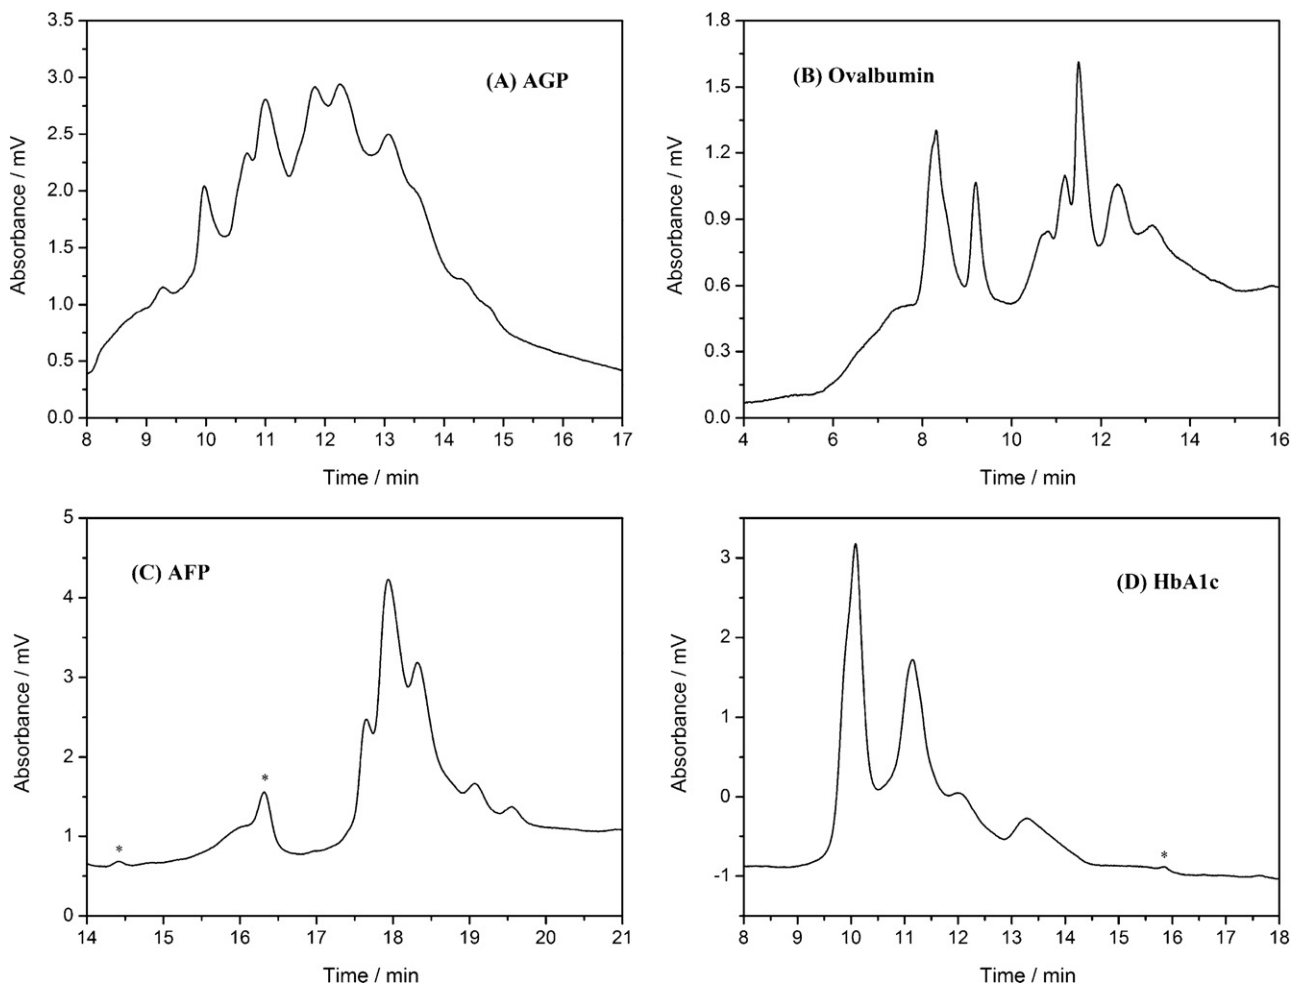 (A) AGP
Absorbance / mV
3.5
3.0
2.5
2.0
1.5
1.0
0.5
0.0
8 9 10 11 12 13 14 15 16 17
Time / min
(B) Ovalbumin
Absorbance / mV
1.8
1.5
1.2
0.9
0.6
0.3
0.0
4 6 8 10 12 14 16
Time / min
(C) AFP
Absorbance / mV
5
4
3
2
1
0
*
*
14 15 16 17 18 19 20 21
Time / min
(D) HbA1c
Absorbance / mV
3
2
1
0
-1
*
8 9 10 11 12 13 14 15 16 17 18
Time / min